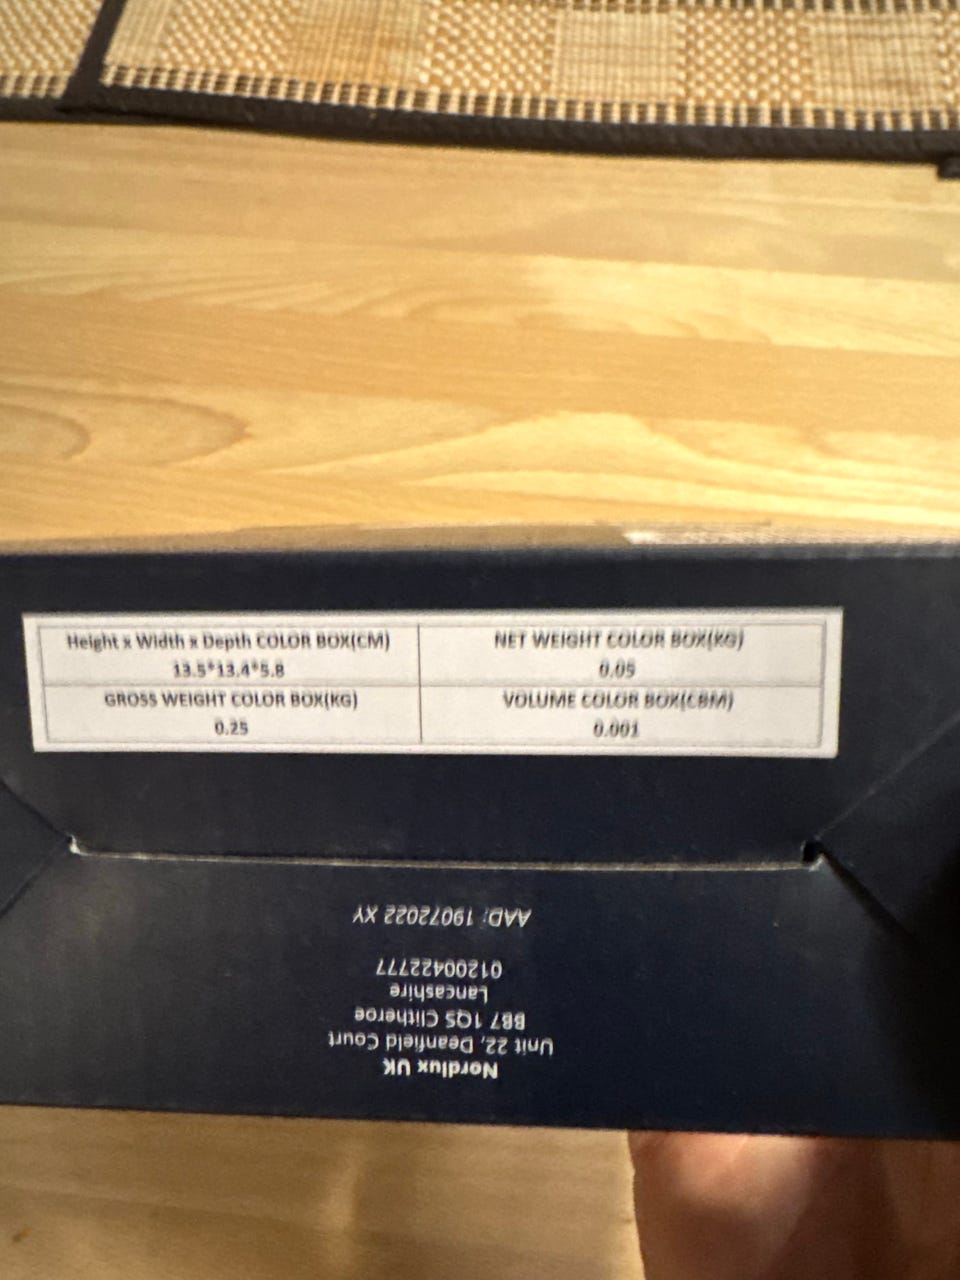 Height x Width x Depth COLOR BOX(CM)
13.5*13.4*5.8
NET WEIGHT COLOR BOX(KG)
0.05
GROSS WEIGHT COLOR BOX(KG)
0.25
VOLUME COLOR BOX(CBM)
0.001
Nordlux UK
Unit 22, Deanfield Court
BB7 1QS Clitheroe
Lancashire
01200422777
AAD: 19072022 XY